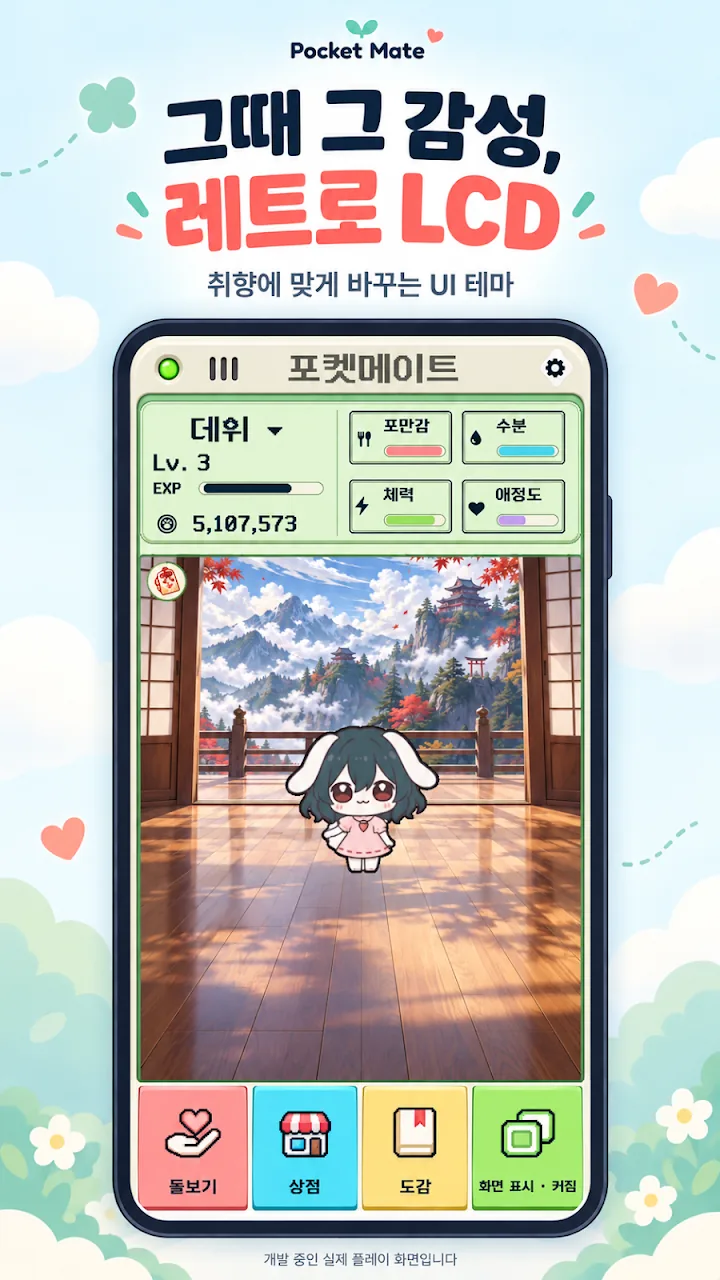 Pocket Mate
그때 그 감성,
레트로 LCD
취향에 맞게 바꾸는 UI 테마
포켓메이트
데위
Lv. 3
EXP
5,107,573
포만감
수분
체력
애정도
돌보기
상점
도감
화면 표시 · 커짐
개발 중인 실제 플레이 화면입니다